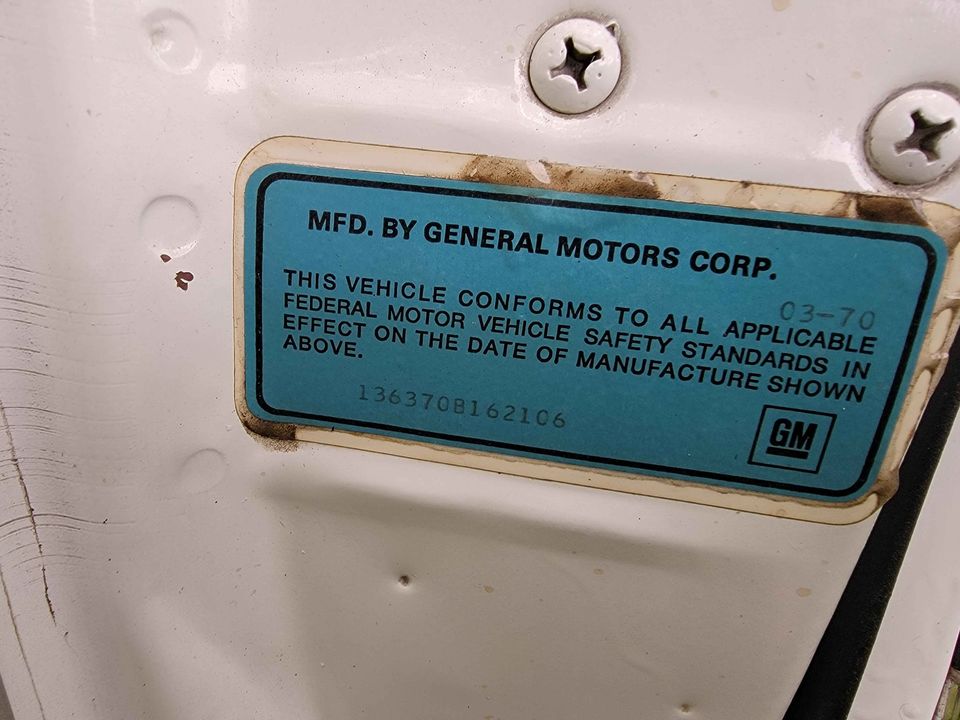 MFD. BY GENERAL MOTORS CORP.
03-70
THIS VEHICLE CONFORMS TO ALL APPLICABLE
FEDERAL MOTOR VEHICLE SAFETY STANDARDS IN
EFFECT ON THE DATE OF MANUFACTURE SHOWN
ABOVE.
136370B162106
GM